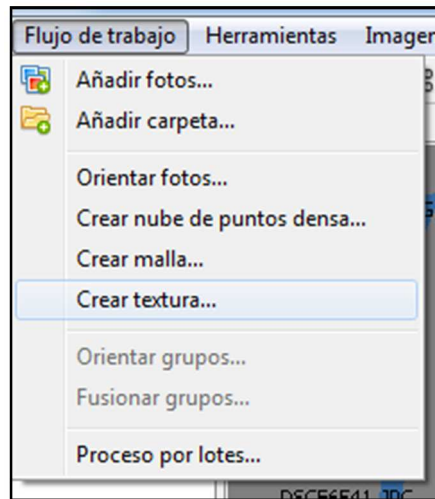 Flujo de trabajo Herramientas Imagen
Añadir fotos...
Añadir carpeta...
Orientar fotos...
Crear nube de puntos densa...
Crear malla...
Crear textura...
Orientar grupos...
Fusionar grupos...
Proceso por lotes...